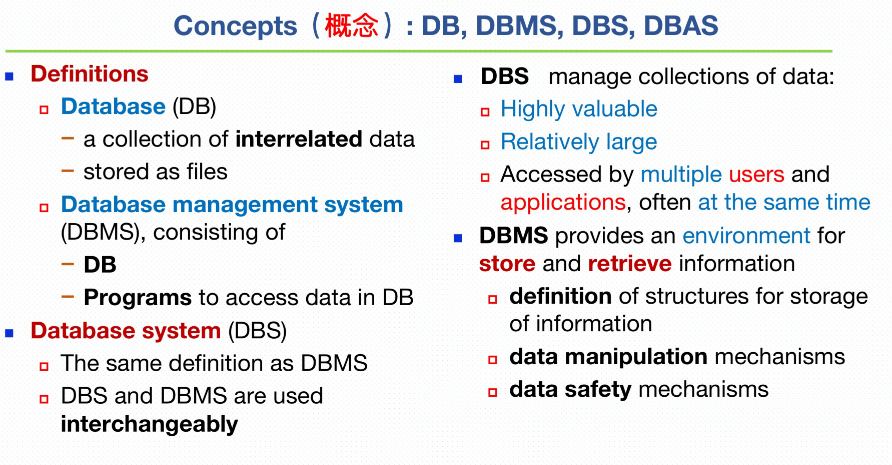 Concepts（概念）: DB, DBMS, DBS, DBAS
Definitions
Database (DB)
– a collection of interrelated data
– stored as files
Database management system
(DBMS), consisting of
– DB
– Programs to access data in DB
Database system (DBS)
The same definition as DBMS
DBS and DBMS are used
interchangeably
DBS manage collections of data:
Highly valuable
Relatively large
Accessed by multiple users and
applications, often at the same time
DBMS provides an environment for
store and retrieve information
definition of structures for storage
of information
data manipulation mechanisms
data safety mechanisms